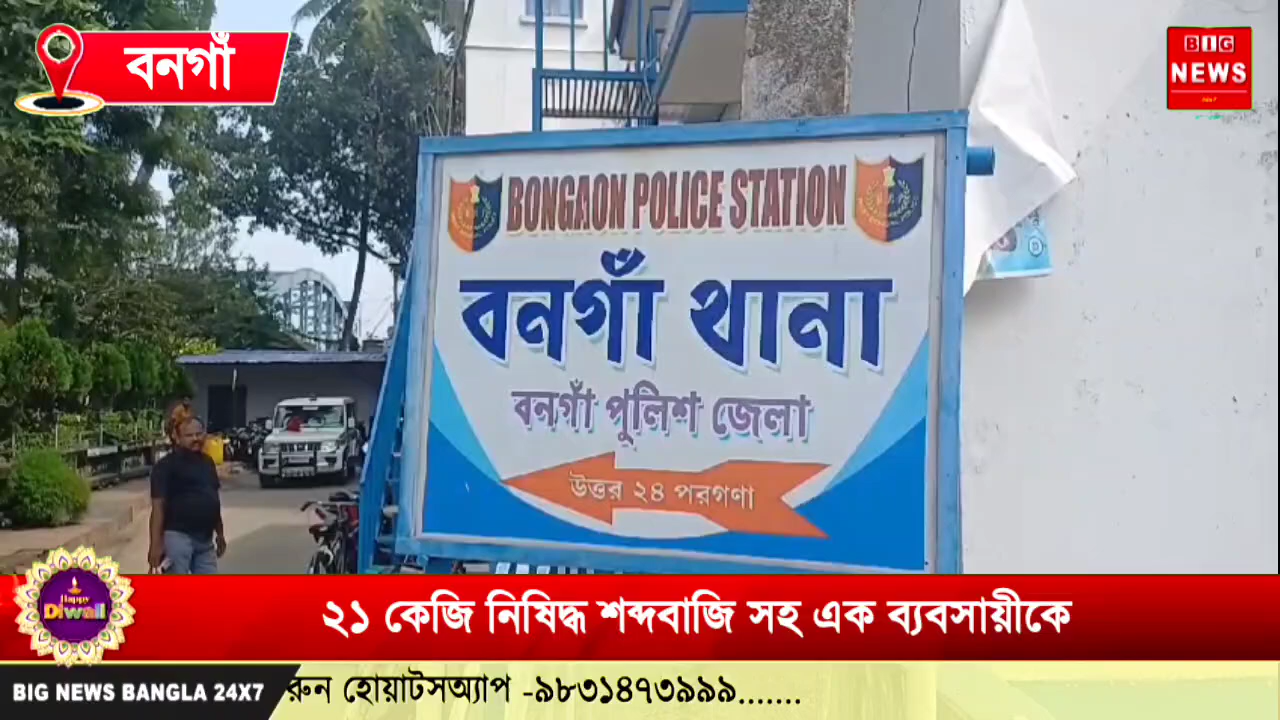 বনগাঁ
BIG
NEWS
24x7
BONGAON POLICE STATION
বনগাঁ থানা
বনগাঁ পুলিশ জেলা
উত্তর ২৪ পরগণা
Happy
Diwali
২১ কেজি নিষিদ্ধ শব্দবাজি সহ এক ব্যবসায়ীকে
BIG NEWS BANGLA 24X7
রুন হোয়াটসঅ্যাপ -৯৮৩১৪৭৩৯৯৯.......